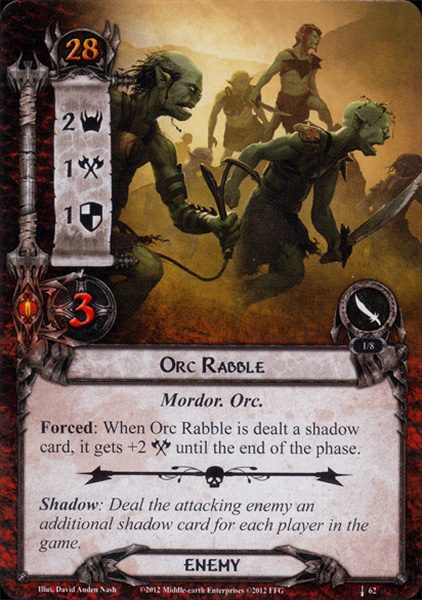 28
2
1
1
3
1/8
Orc Rabble
Mordor. Orc.
Forced: When Orc Rabble is dealt a shadow
card, it gets +2 until the end of the phase.
Shadow: Deal the attacking enemy an
additional shadow card for each player in the
game.
ENEMY
Illus. David Auden Nash ©2012 Middle-earth Enterprises ©2012 FFG 62